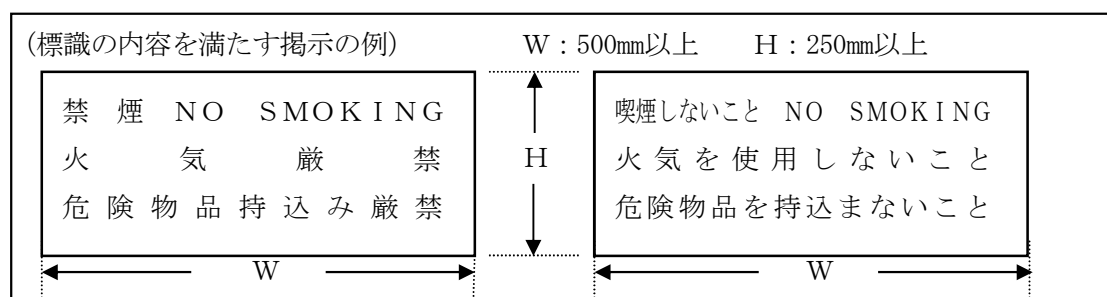 (標識の内容を満たす掲示の例) W：500㎜以上 H：250㎜以上
禁煙NO SMOKING
火気厳禁
危険物品持込み厳禁
W
H
喫煙しないこと NO SMOKING
火気を使用しないこと
危険物品を持込まないこと
W